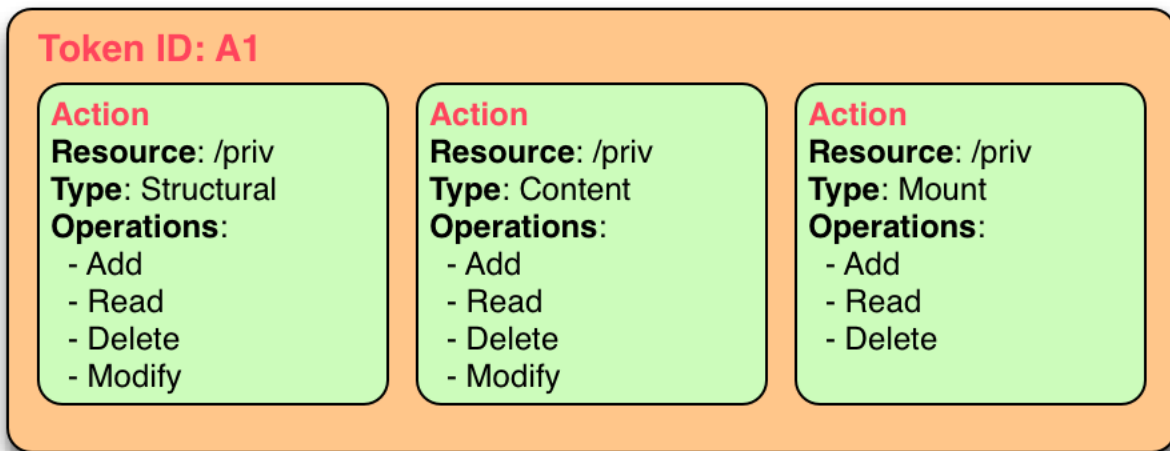 Token ID: A1
Action
Resource: /priv
Type: Structural
Operations:
- Add
- Read
- Delete
- Modify
Action
Resource: /priv
Type: Content
Operations:
- Add
- Read
- Delete
- Modify
Action
Resource: /priv
Type: Mount
Operations:
- Add
- Read
- Delete